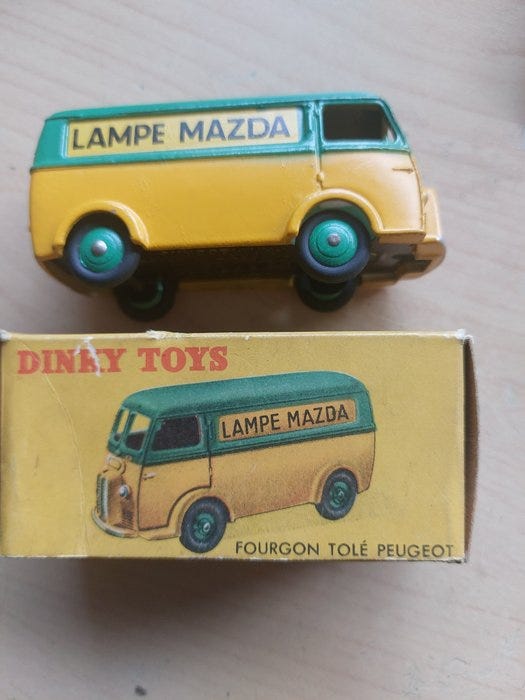 LAMPE MAZDA
DINKY TOYS
LAMPE MAZDA
FOURGON TOLÉ PEUGEOT